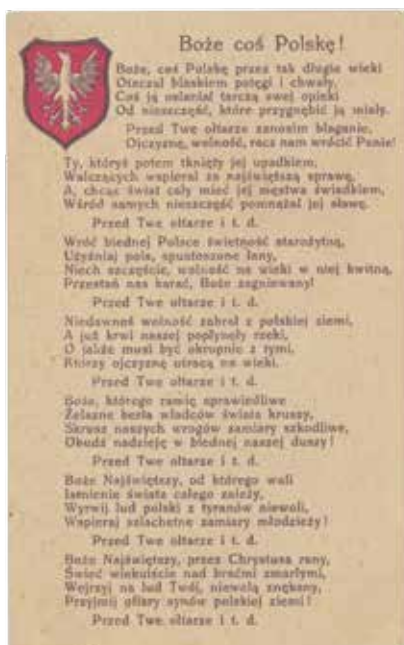 Boże coś Polskę!
Boże, coś Polskę przez tak długie wieki
Otaczał blaskiem potęgi i chwały,
Coś ją osłaniał tarczą swej opieki
Od nieszczęść, które przygnębić ją miały.
Przed Twe ołtarze zanosim błaganie,
Ojczyznę, wolność, racz nam wrócić Panie!
Ty, któryś potem tknięty jej upadkiem,
Walczących wspierał za najświętszą sprawę,
A, chcąc świat cały mieć jej męstwa świadkiem,
Wśród samych nieszczęść pomnażał jej sławę.
Przed Twe ołtarze i t. d.
Wróć biednej Polsce świetność starożytną,
Użyźniaj pola, spustoszone łany,
Niech szczęście, wolność na wieki w niej kwitną,
Przestań nas karać, Boże zagniewany!
Przed Twe ołtarze i t. d.
Niedawnoś wolność zabrał z polskiej ziemi,
A już krwi naszej popłynęły rzeki,
O jakże musi być okropnie z tymi,
Którzy ojczyznę utracą na wieki.
Przed Twe ołtarze i t. d.
Boże, którego ramię sprawiedliwe
Żelazne berła władców świata kruszy,
Skrusz naszych wrogów zamiary szkodliwe,
Obudź nadzieję w biednej naszej duszy!
Przed Twe ołtarze i t. d.
Boże Najświętszy, od którego woli
Istnienie świata całego zależy,
Wyrwij lud polski z tyranów niewoli,
Wspieraj szlachetne zamiary młodzieży!
Przed Twe ołtarze i t. d.
Boże Najświętszy, przez Chrystusa rany,
Świeć wiekuiście nad braćmi zmarłymi,
Wejrzyj na lud Twój, niewolą znękany,
Przyjmij ofiary synów polskiej ziemi!
Przed Twe ołtarze i t. d.